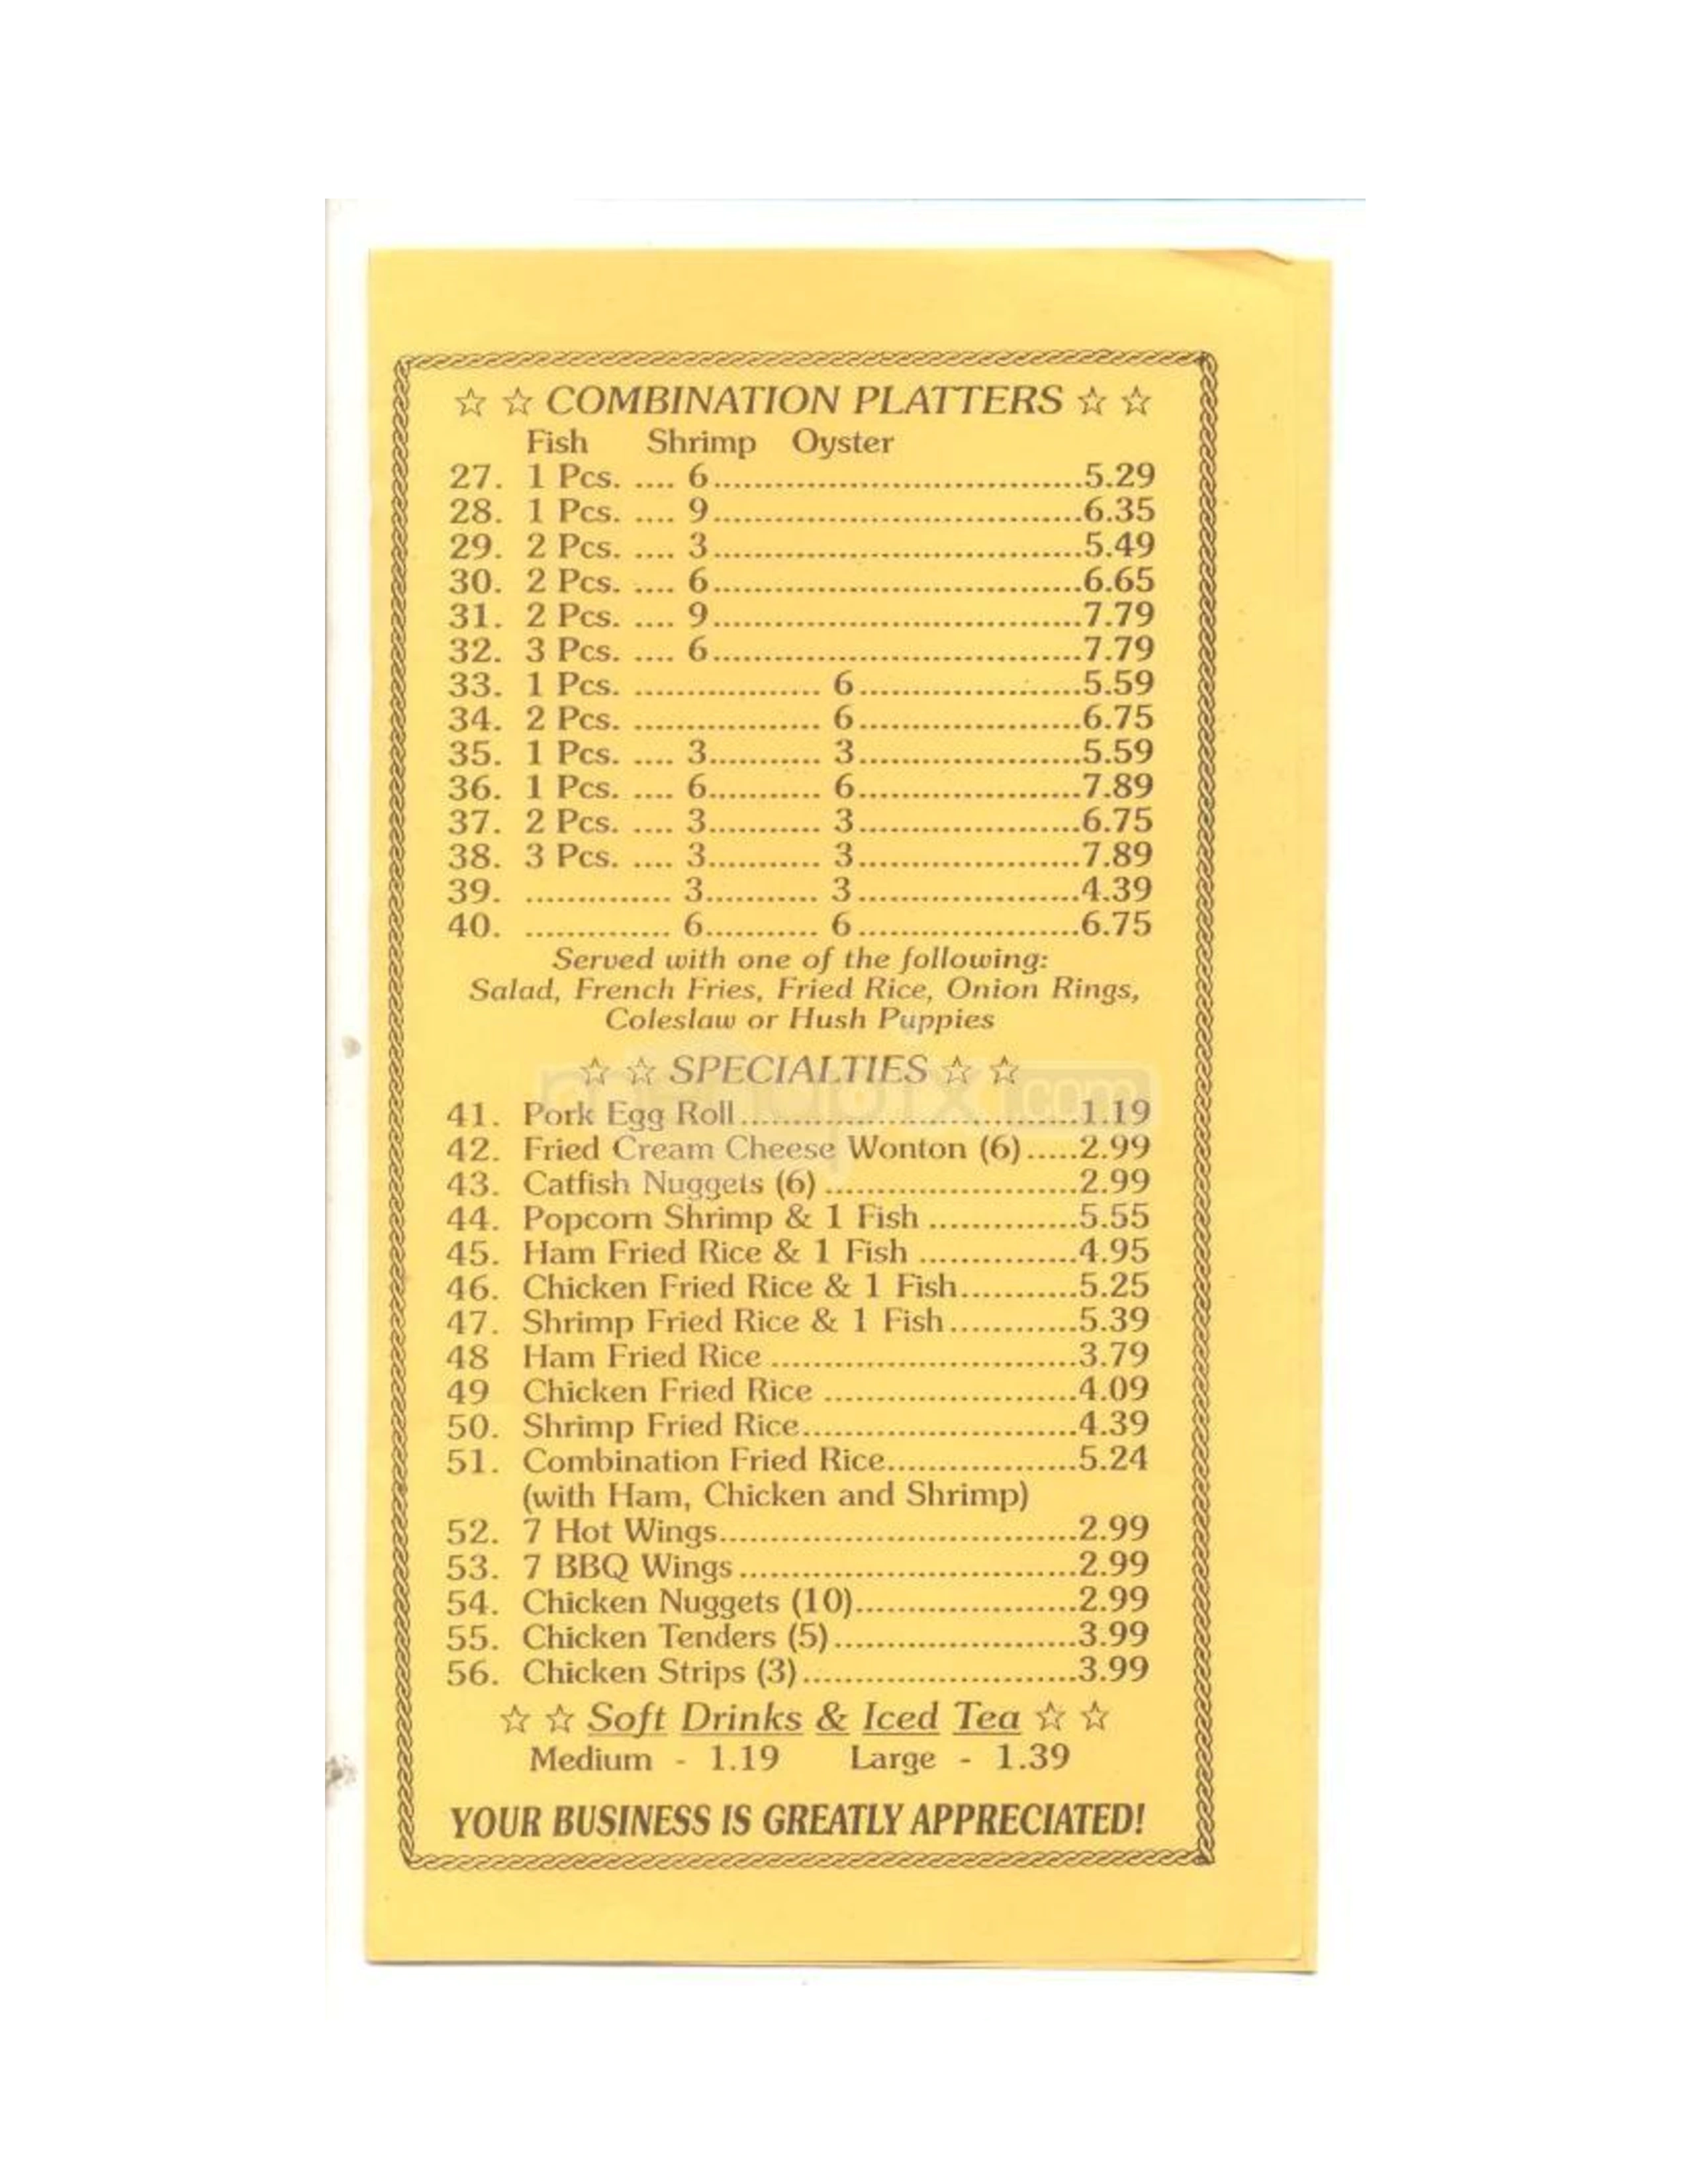 ☆ ☆ COMBINATION PLATTERS ☆ ☆
Fish Shrimp Oyster
27. 1 Pcs. .... 6....................................5.29
28. 1 Pcs. .... 9....................................6.35
29. 2 Pcs. .... 3....................................5.49
30. 2 Pcs. .... 6....................................6.65
31. 2 Pcs. .... 9....................................7.79
32. 3 Pcs. .... 6....................................7.79
33. 1 Pcs. .................. 6......................5.59
34. 2 Pcs. .................. 6......................6.75
35. 1 Pcs. .... 3........... 3......................5.59
36. 1 Pcs. .... 6........... 6......................7.89
37. 2 Pcs. .... 3........... 3......................6.75
38. 3 Pcs. .... 3........... 3......................7.89
39. .............. 3........... 3......................4.39
40. .............. 6........... 6......................6.75
Served with one of the following:
Salad, French Fries, Fried Rice, Onion Rings,
Coleslaw or Hush Puppies
☆ ☆ SPECIALTIES ☆ ☆
41. Pork Egg Roll.................................1.19
42. Fried Cream Cheese Wonton (6).....2.99
43. Catfish Nuggets (6) .........................2.99
44. Popcorn Shrimp & 1 Fish ...............5.55
45. Ham Fried Rice & 1 Fish ................4.95
46. Chicken Fried Rice & 1 Fish............5.25
47. Shrimp Fried Rice & 1 Fish.............5.39
48 Ham Fried Rice ..............................3.79
49 Chicken Fried Rice .........................4.09
50. Shrimp Fried Rice...........................4.39
51. Combination Fried Rice...................5.24
(with Ham, Chicken and Shrimp)
52. 7 Hot Wings...................................2.99
53. 7 BBQ Wings.................................2.99
54. Chicken Nuggets (10)......................2.99
55. Chicken Tenders (5)........................3.99
56. Chicken Strips (3)...........................3.99
☆ ☆ Soft Drinks & Iced Tea ☆ ☆
Medium - 1.19 Large - 1.39
YOUR BUSINESS IS GREATLY APPRECIATED!
menupix.com